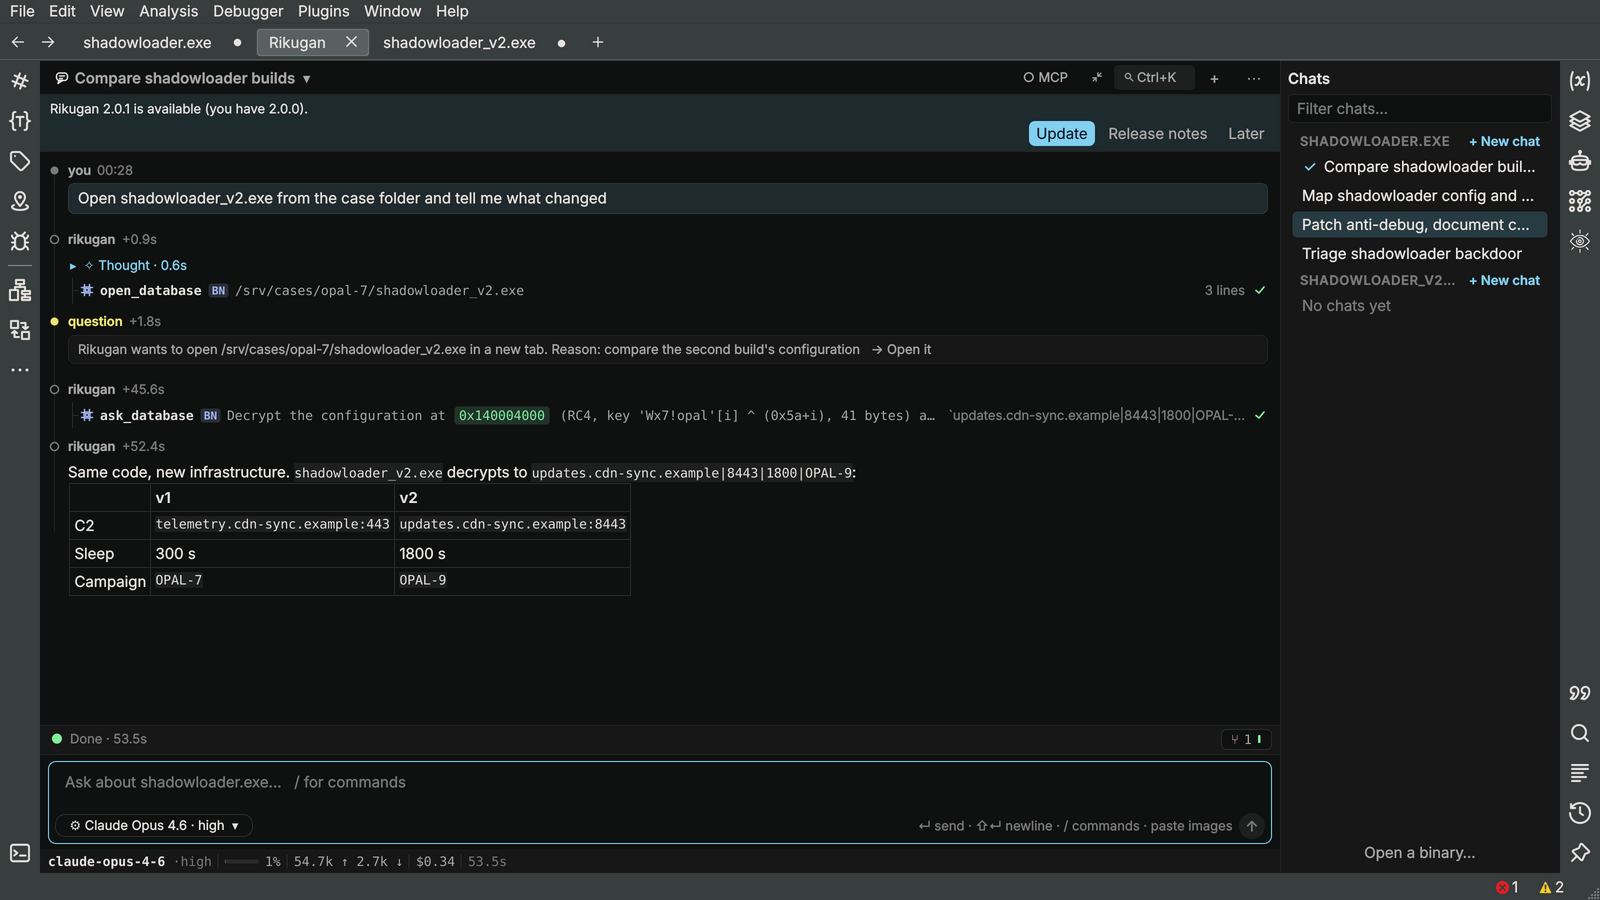 File Edit View Analysis Debugger Plugins Window Help
shadowloader.exe Rikugan shadowloader_v2.exe
Compare shadowloader builds
MCP Ctrl+K
Rikugan 2.0.1 is available (you have 2.0.0).
Update Release notes Later
you 00:28
Open shadowloader_v2.exe from the case folder and tell me what changed
rikugan +0.9s
Thought · 0.6s
open_database BN /srv/cases/opal-7/shadowloader_v2.exe 3 lines
question +1.8s
Rikugan wants to open /srv/cases/opal-7/shadowloader_v2.exe in a new tab. Reason: compare the second build's configuration → Open it
rikugan +45.6s
ask_database BN Decrypt the configuration at 0x140004000 (RC4, key 'Wx7!opal'[i] ^ (0x5a+i), 41 bytes) a… `updates.cdn-sync.example|8443|1800|OPAL-…
rikugan +52.4s
Same code, new infrastructure. shadowloader_v2.exe decrypts to updates.cdn-sync.example|8443|1800|OPAL-9:
v1 v2
C2 telemetry.cdn-sync.example:443 updates.cdn-sync.example:8443
Sleep 300 s 1800 s
Campaign OPAL-7 OPAL-9
Done · 53.5s
1
Ask about shadowloader.exe... / for commands
Claude Opus 4.6 · high
↵ send · ⇧↵ newline · / commands · paste images
claude-opus-4-6 · high 1% 54.7k ↑ 2.7k ↓ $0.34 53.5s
Chats
Filter chats...
SHADOWLOADER.EXE + New chat
Compare shadowloader buil...
Map shadowloader config and ...
Patch anti-debug, document c...
Triage shadowloader backdoor
SHADOWLOADER_V2... + New chat
No chats yet
Open a binary...
1 2